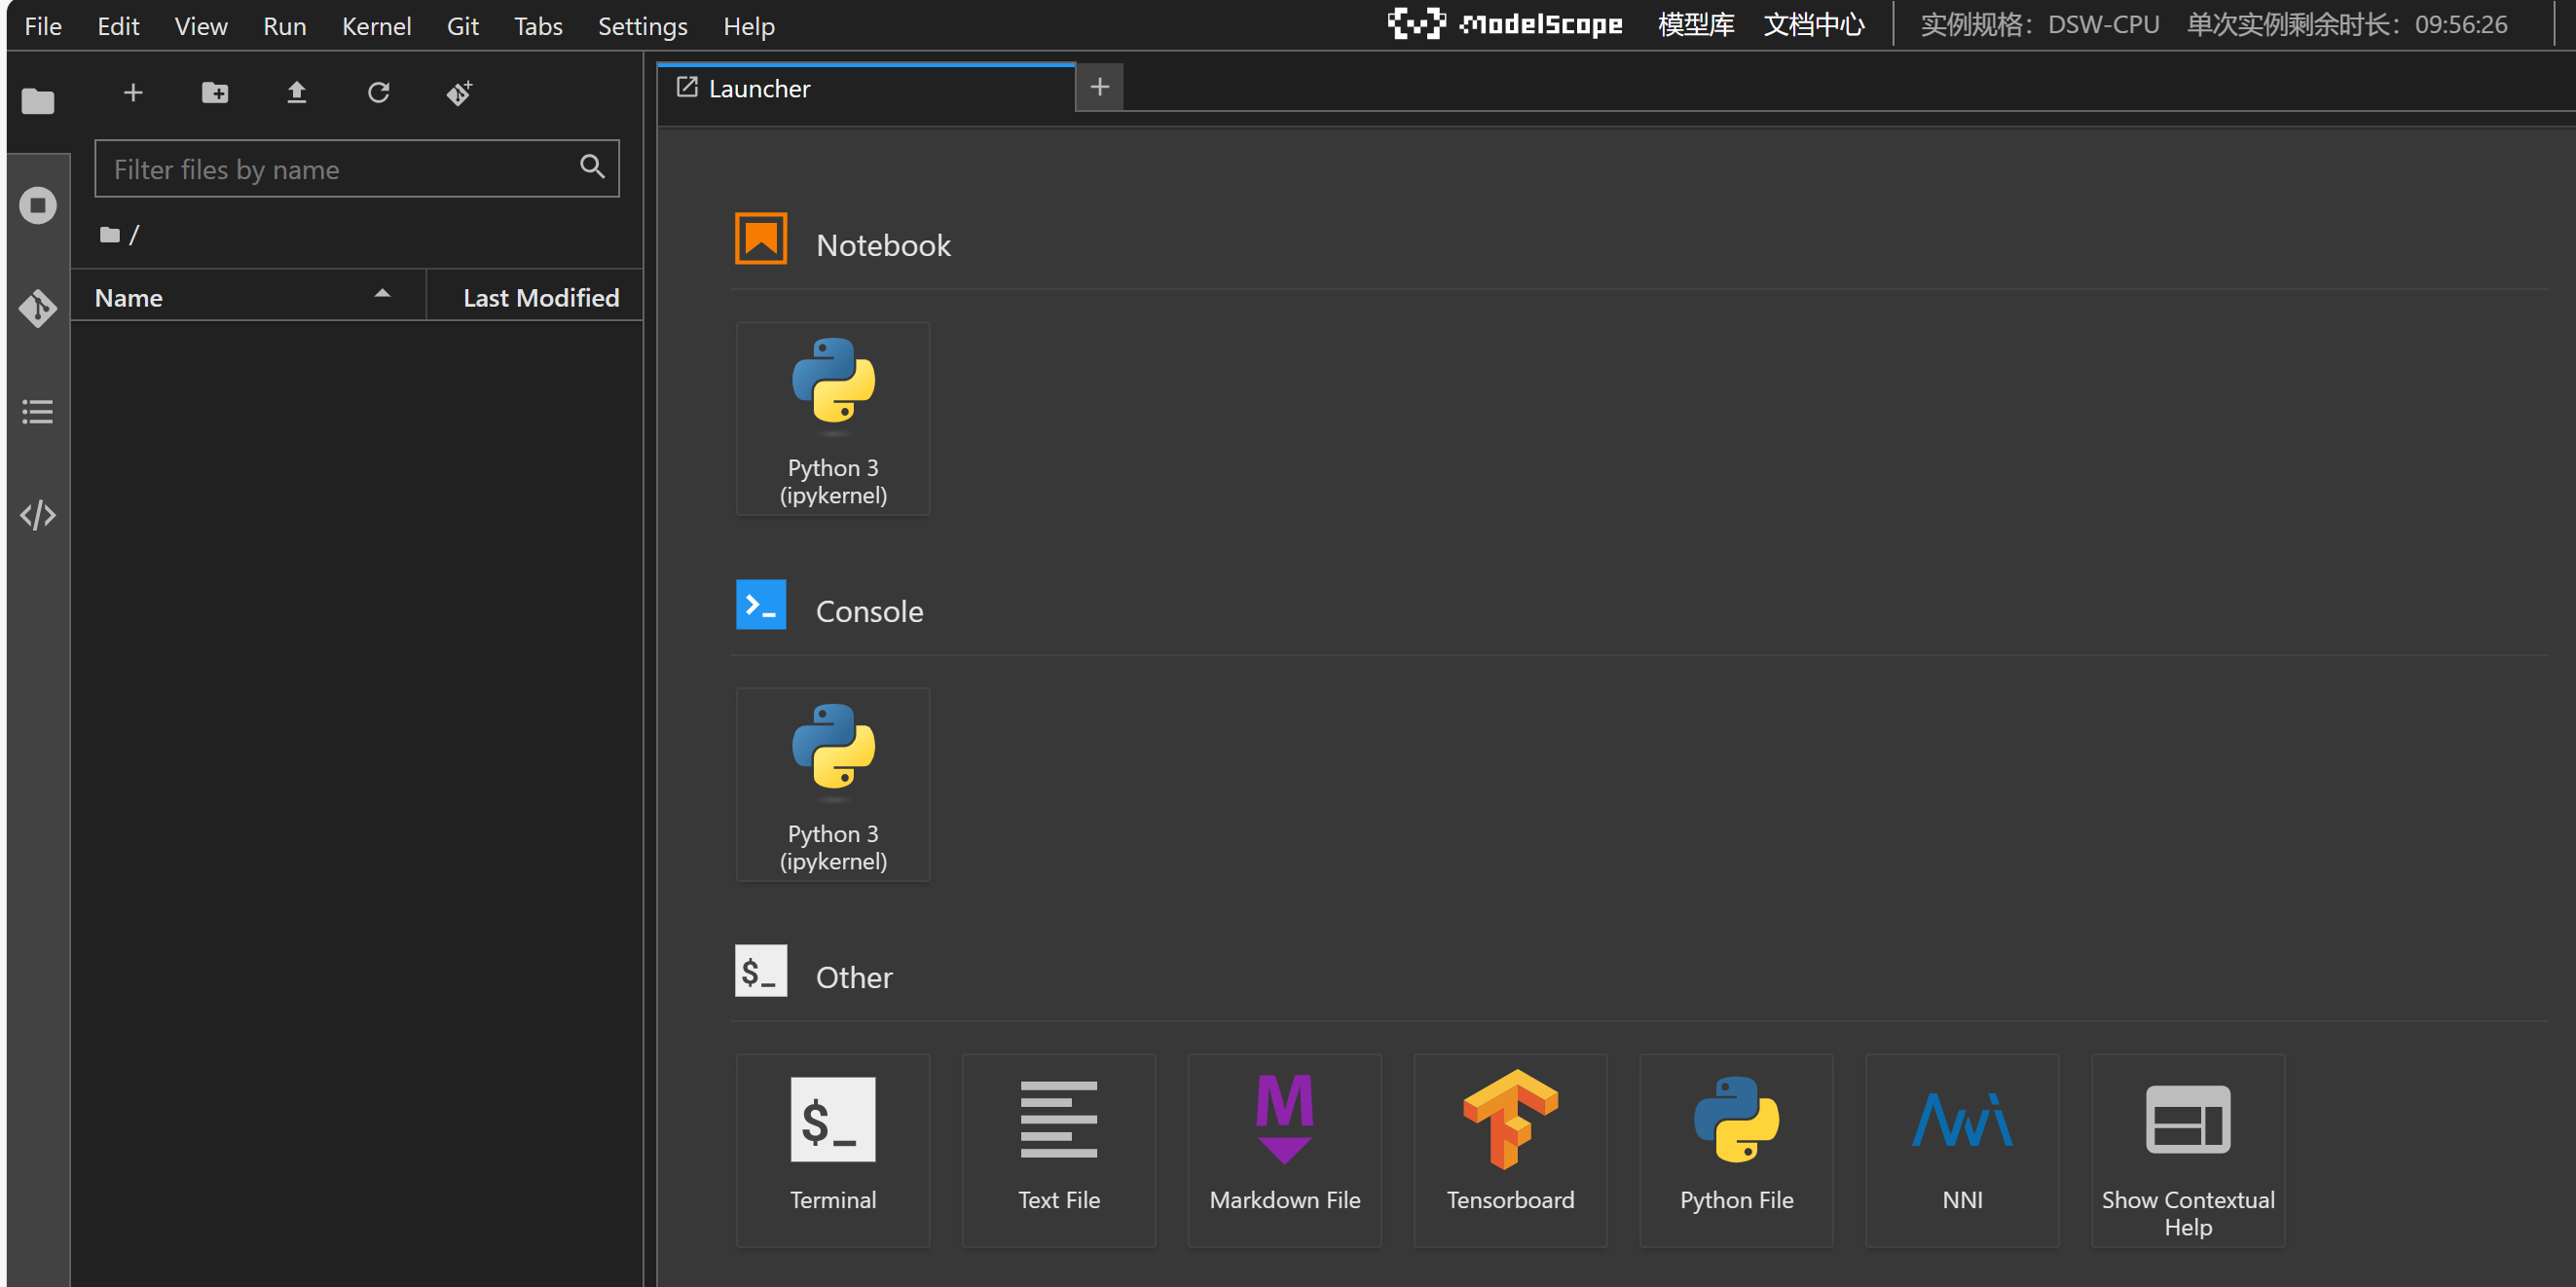 File Edit View Run Kernel Git Tabs Settings Help
ModelScope 模型库 文档中心 实例规格：DSW-CPU 单次实例剩余时长：09:56:26
Launcher
Filter files by name
/
Name Last Modified
Notebook
Python 3
(ipykernel)
Console
Python 3
(ipykernel)
$_ Other
$_
M
Terminal
Text File
Markdown File
Tensorboard
Python File
NNI
Show Contextual
Help